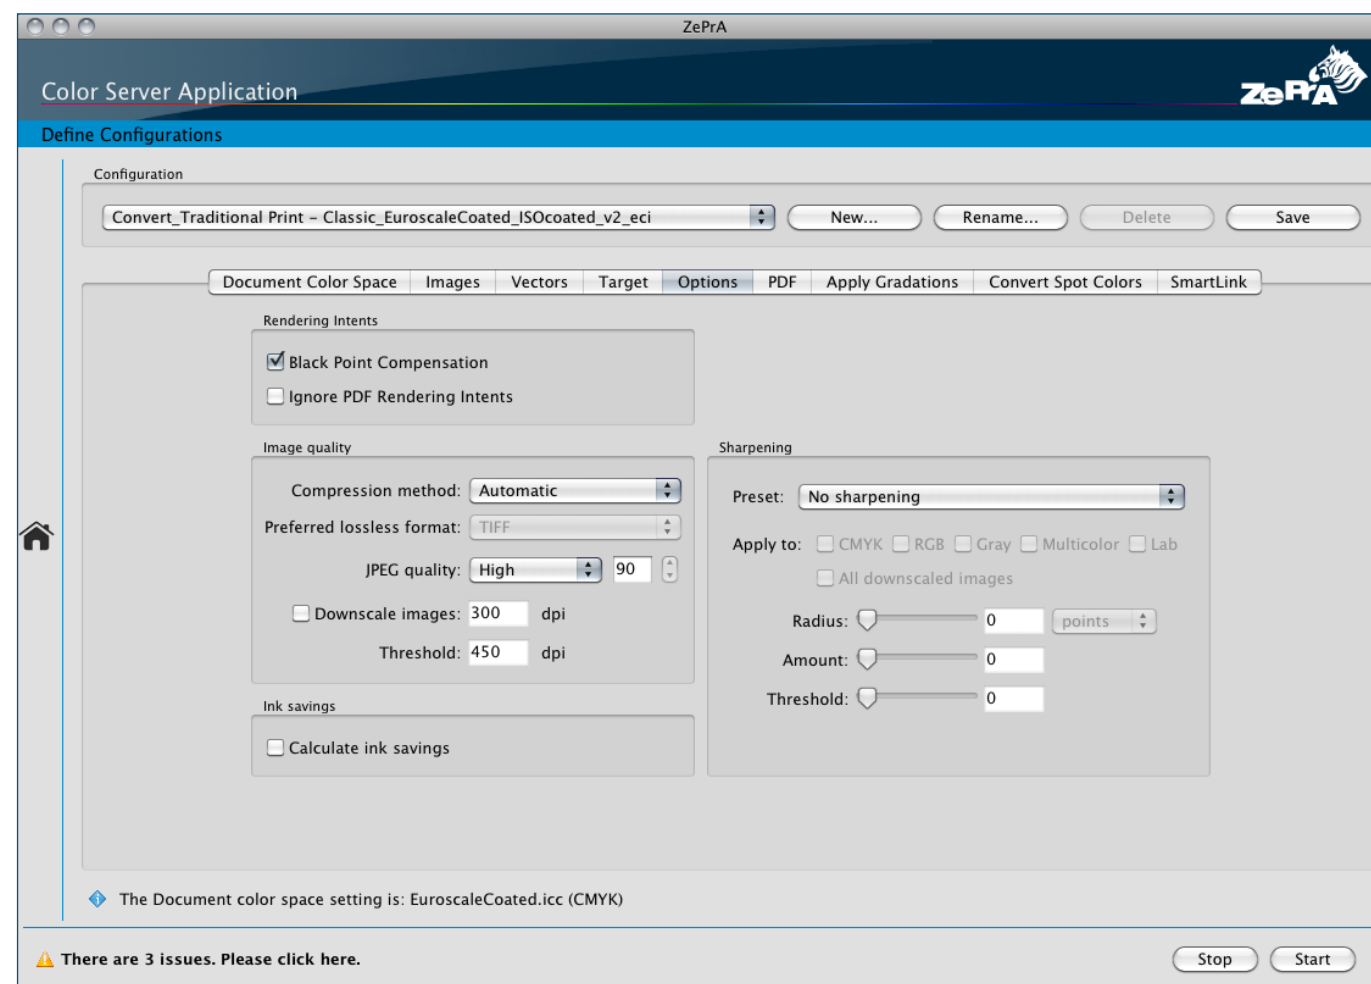 ZePrA
Color Server Application
ZePrA
Define Configurations
Configuration
Convert_Traditional Print – Classic_EuroscaleCoated_ISOcoated_v2_eci
New...
Rename...
Delete
Save
Document Color Space
Images
Vectors
Target
Options
PDF
Apply Gradations
Convert Spot Colors
SmartLink
Rendering Intents
Black Point Compensation
Ignore PDF Rendering Intents
Image quality
Compression method: Automatic
Preferred lossless format: TIFF
JPEG quality: High 90
Downscale images: 300 dpi
Threshold: 450 dpi
Ink savings
Calculate ink savings
Sharpening
Preset: No sharpening
Apply to: CMYK RGB Gray Multicolor Lab
All downscaled images
Radius: 0 points
Amount: 0
Threshold: 0
The Document color space setting is: EuroscaleCoated.icc (CMYK)
There are 3 issues. Please click here.
Stop
Start